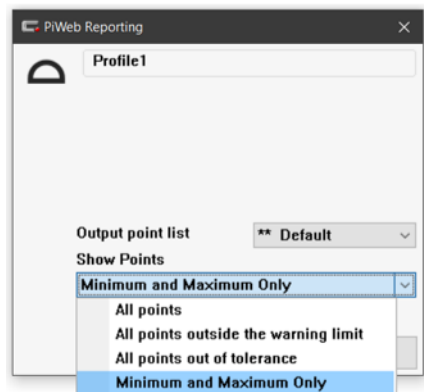 PiWeb Reporting
Profile1
Output point list ** Default
Show Points
Minimum and Maximum Only
All points
All points outside the warning limit
All points out of tolerance
Minimum and Maximum Only